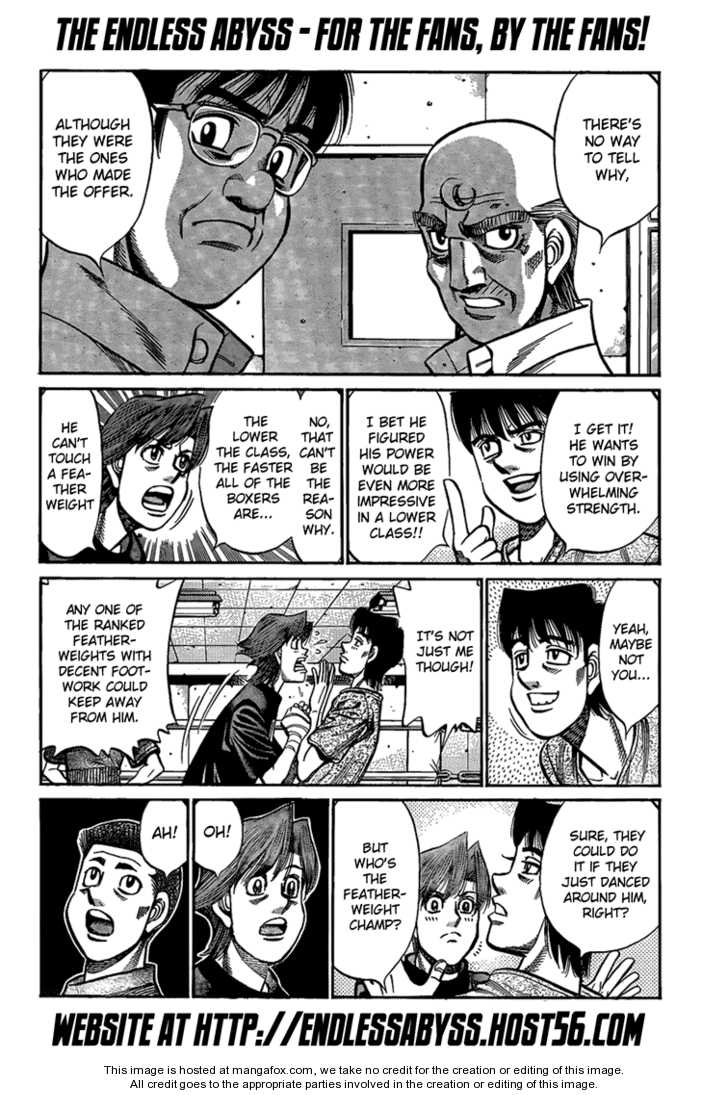 THE ENDLESS ABYSS - FOR THE FANS, BY THE FANS!
THERE'S
NO WAY
TO TELL
WHY,
ALTHOUGH
THEY WERE
THE ONES
WHO MADE
THE OFFER.
I GET IT!
HE WANTS
TO WIN BY
USING OVER-
WHELMING
STRENGTH.
I BET HE
FIGURED
HIS POWER
WOULD BE
EVEN MORE
IMPRESSIVE
IN A LOWER
CLASS!!
NO,
THAT
CAN'T
BE
THE
REA-
SON
WHY.
THE
LOWER
THE CLASS,
THE FASTER
ALL OF THE
BOXERS
ARE...
HE
CAN'T
TOUCH
A FEA-
THER
WEIGHT
YEAH,
MAYBE
NOT
YOU...
IT'S NOT
JUST ME
THOUGH!
ANY ONE OF
THE RANKED
FEATHER-
WEIGHTS WITH
DECENT FOOT-
WORK COULD
KEEP AWAY
FROM HIM.
SURE, THEY
COULD DO
IT IF THEY
JUST DANCED
AROUND HIM,
RIGHT?
BUT
WHO'S
THE
FEATHER-
WEIGHT
CHAMP?
OH!
AH!
WEBSITE AT HTTP://ENDLESSABYSS.HOST56.COM
This image is hosted at mangafox.com, we take no credit for the creation or editing of this image.
All credit goes to the appropriate parties involved in the creation or editing of this image.